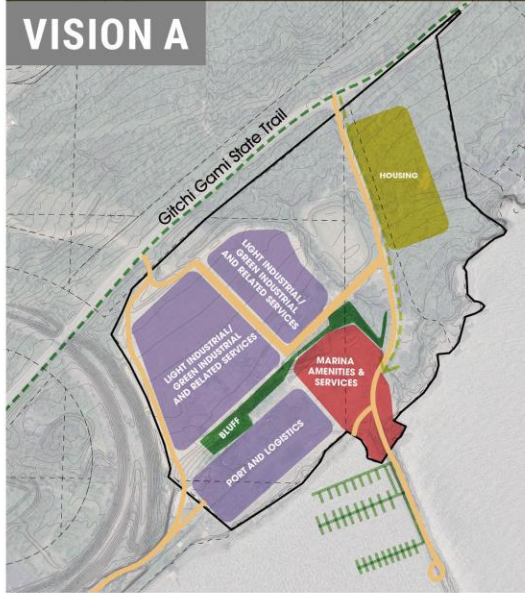 VISION A
Gitchi Gami State Trail
HOUSING
LIGHT INDUSTRIAL/
GREEN INDUSTRIAL
AND RELATED SERVICES
LIGHT INDUSTRIAL/
GREEN INDUSTRIAL
AND RELATED SERVICES
MARINA
AMENITIES &
SERVICES
BLUFF
PORT AND LOGISTICS